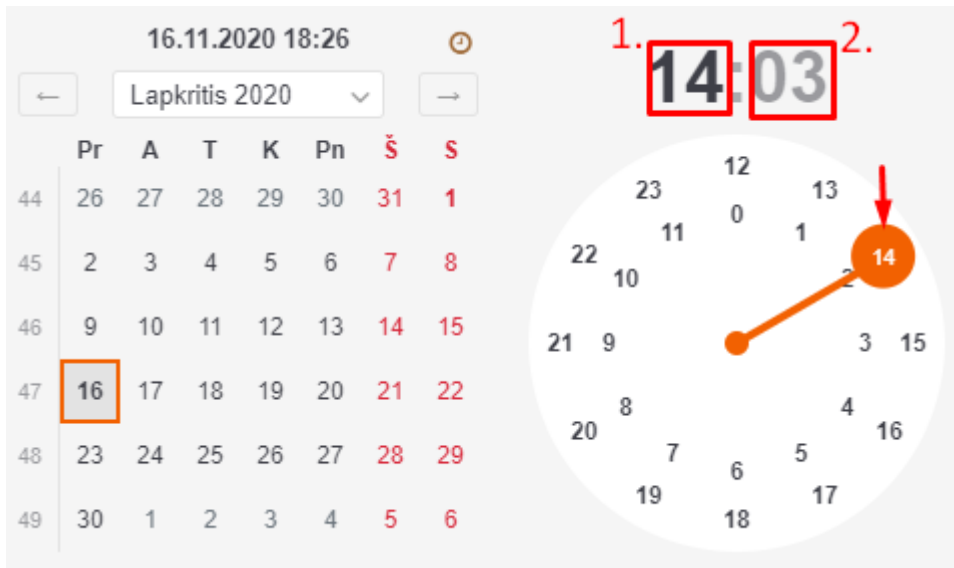 16.11.2020 18:26
← Lapkritis 2020 →
Pr A T K Pn Š S
44 26 27 28 29 30 31 1
45 2 3 4 5 6 7 8
46 9 10 11 12 13 14 15
47 16 17 18 19 20 21 22
48 23 24 25 26 27 28 29
49 30 1 2 3 4 5 6
1. 2.
14:03
12
23 13
0
11 1
22 14
10 2
21 9 3 15
8 4
20 16
7 5
6
19 17
18